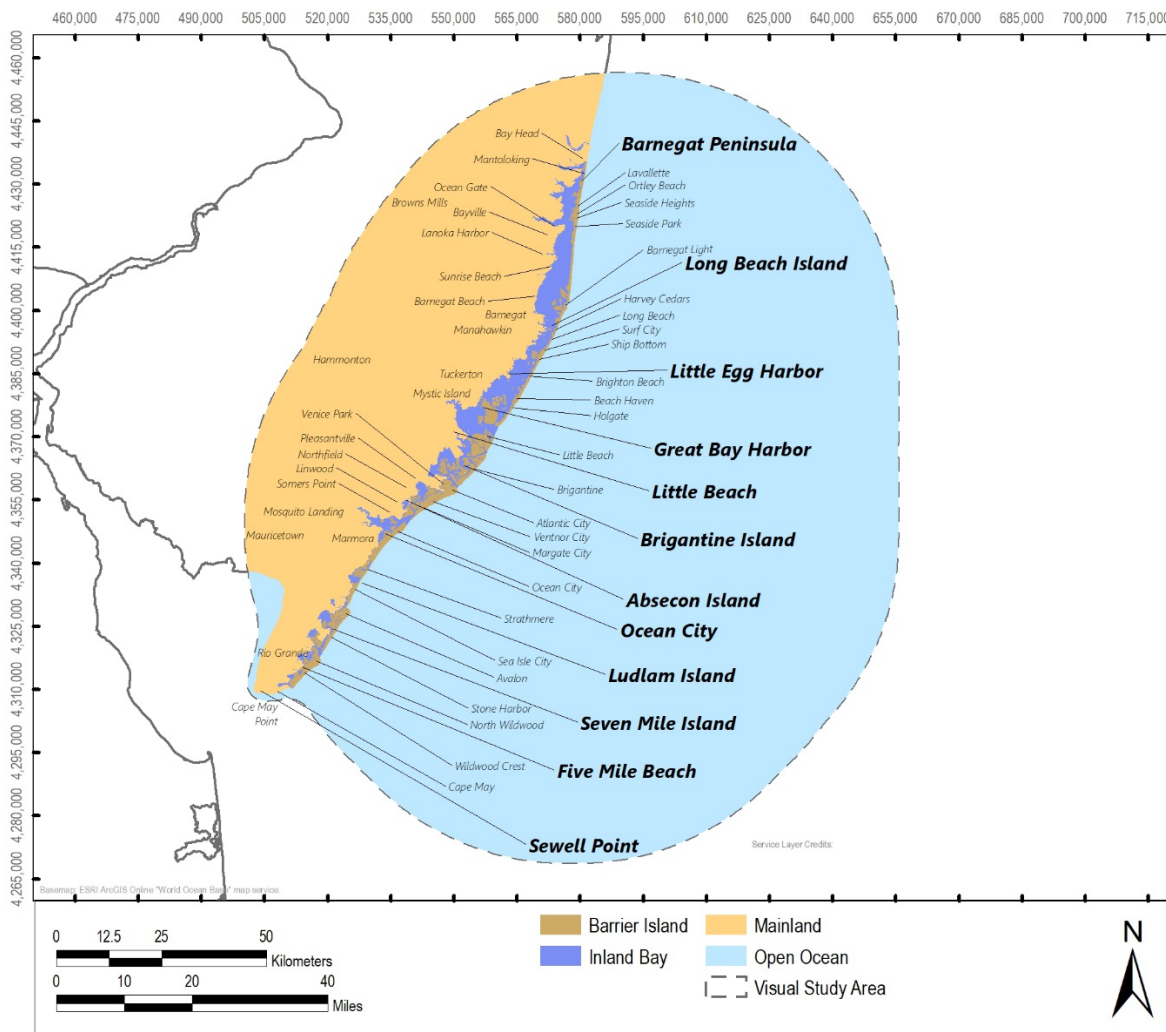 460,000 475,000 490,000 505,000 520,000 535,000 550,000 565,000 580,000 595,000 610,000 625,000 640,000 655,000 670,000 685,000 700,000 715,000
4,460,000
4,445,000
4,430,000
4,415,000
4,400,000
4,385,000
4,370,000
4,355,000
4,340,000
4,325,000
4,310,000
4,295,000
4,280,000
4,265,000
Bay Head
Barnegat Peninsula
Mantoloking
Lavallette
Ocean Gate
Ortley Beach
Browns Mills
Seaside Heights
Bayville
Seaside Park
Lanoka Harbor
Barnegat Light
Long Beach Island
Sunrise Beach
Barnegat Beach
Harvey Cedars
Barnegat
Long Beach
Manahawkin
Surf City
Ship Bottom
Hammonton
Tuckerton
Little Egg Harbor
Brighton Beach
Mystic Island
Beach Haven
Venice Park
Holgate
Pleasantville
Great Bay Harbor
Northfield
Little Beach
Linwood
Somers Point
Brigantine
Little Beach
Mosquito Landing
Atlantic City
Mauricetown
Marmora
Ventnor City
Brigantine Island
Margate City
Ocean City
Absecon Island
Strathmere
Ocean City
Rio Grande
Sea Isle City
Avalon
Ludlam Island
Cape May
Point
Stone Harbor
North Wildwood
Seven Mile Island
Wildwood Crest
Five Mile Beach
Cape May
Sewell Point
Service Layer Credits:
Basemap: ESRI ArcGIS Online "World Ocean Base" map service
0 12.5 25 50
Kilometers
0 10 20 40
Miles
Barrier Island
Mainland
Inland Bay
Open Ocean
Visual Study Area
N